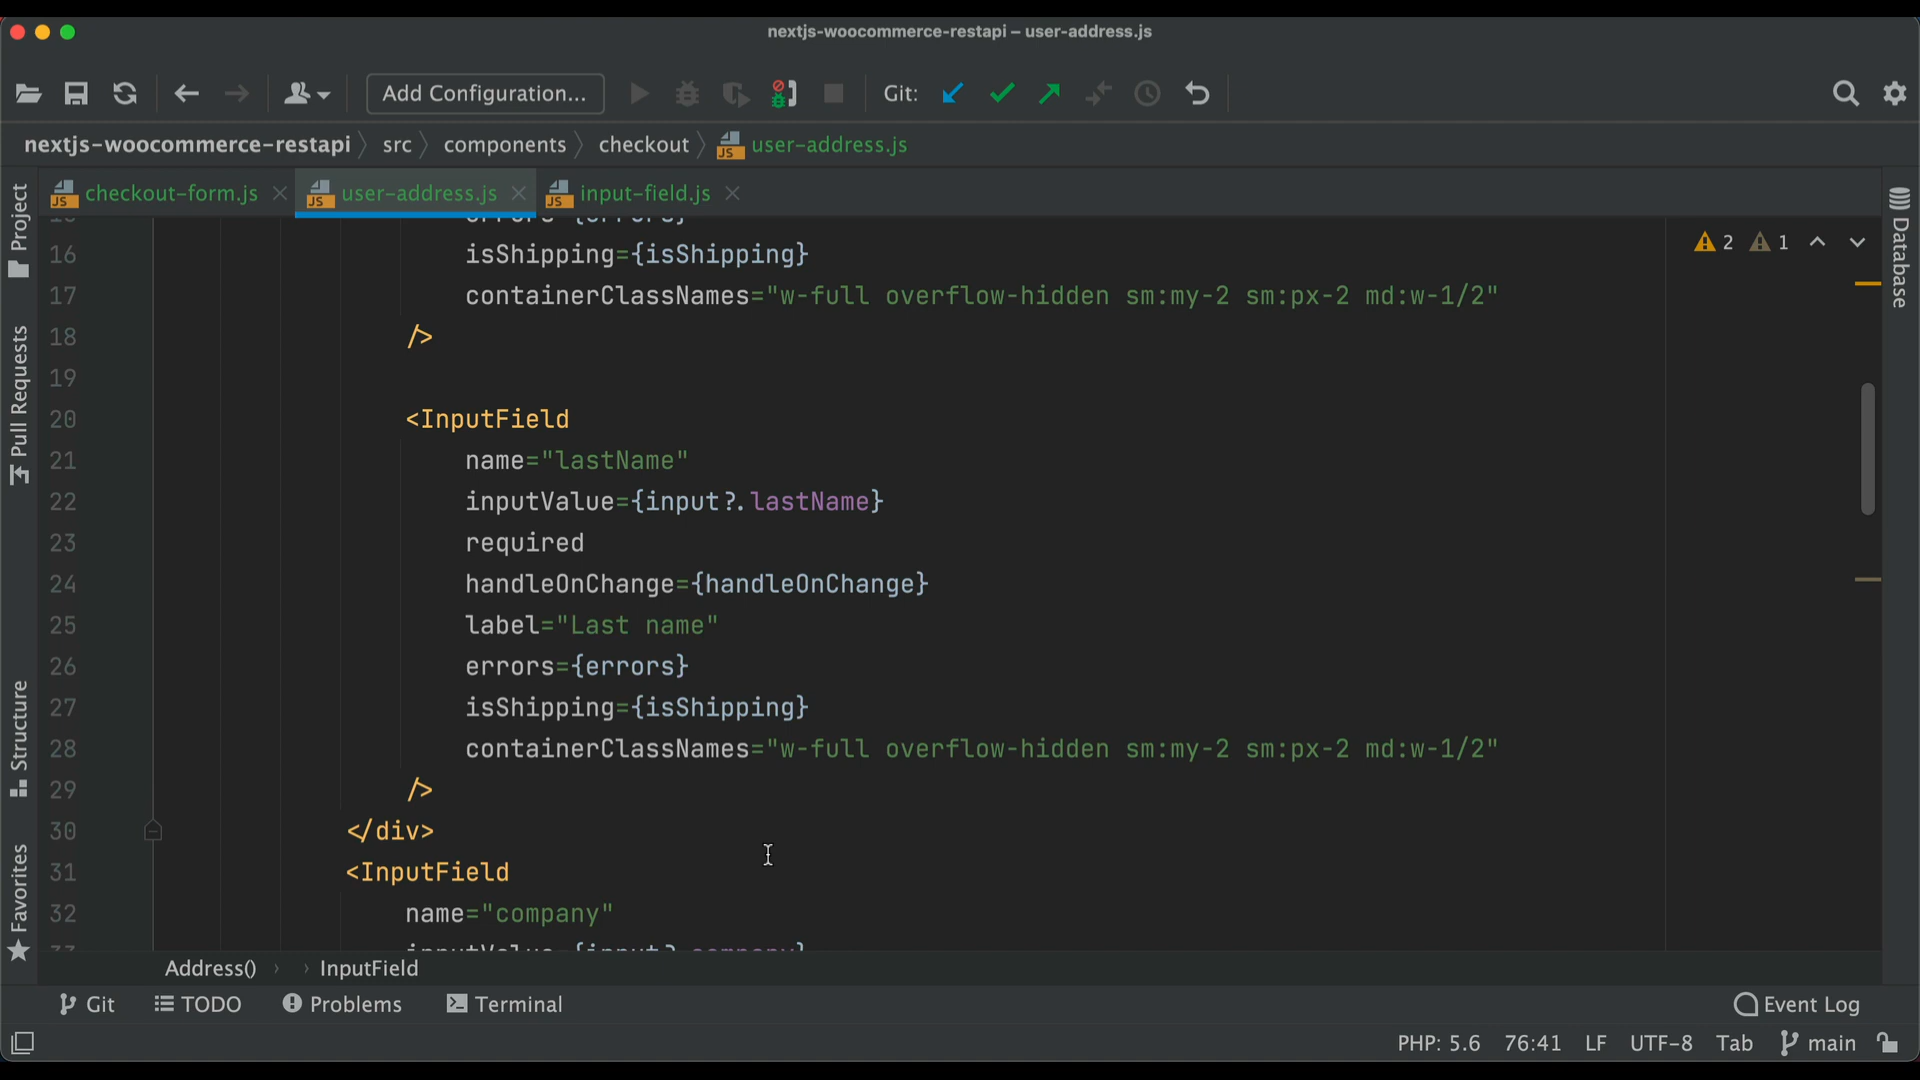 nextjs-woocommerce-restapi – user-address.js
Add Configuration...
Git:
nextjs-woocommerce-restapi
src
components
checkout
user-address.js
checkout-form.js
user-address.js
input-field.js
Project
Pull Requests
Structure
Favorites
Database
2
1
16 isShipping={isShipping}
17 containerClassNames="w-full overflow-hidden sm:my-2 sm:px-2 md:w-1/2"
18 />
19
20 <InputField
21 name="lastName"
22 inputValue={input?.lastName}
23 required
24 handleOnChange={handleOnChange}
25 label="Last name"
26 errors={errors}
27 isShipping={isShipping}
28 containerClassNames="w-full overflow-hidden sm:my-2 sm:px-2 md:w-1/2"
29 />
30 </div>
31 <InputField
32 name="company"
Address()
InputField
Git
TODO
Problems
Terminal
Event Log
PHP: 5.6
76:41
LF
UTF-8
Tab
main